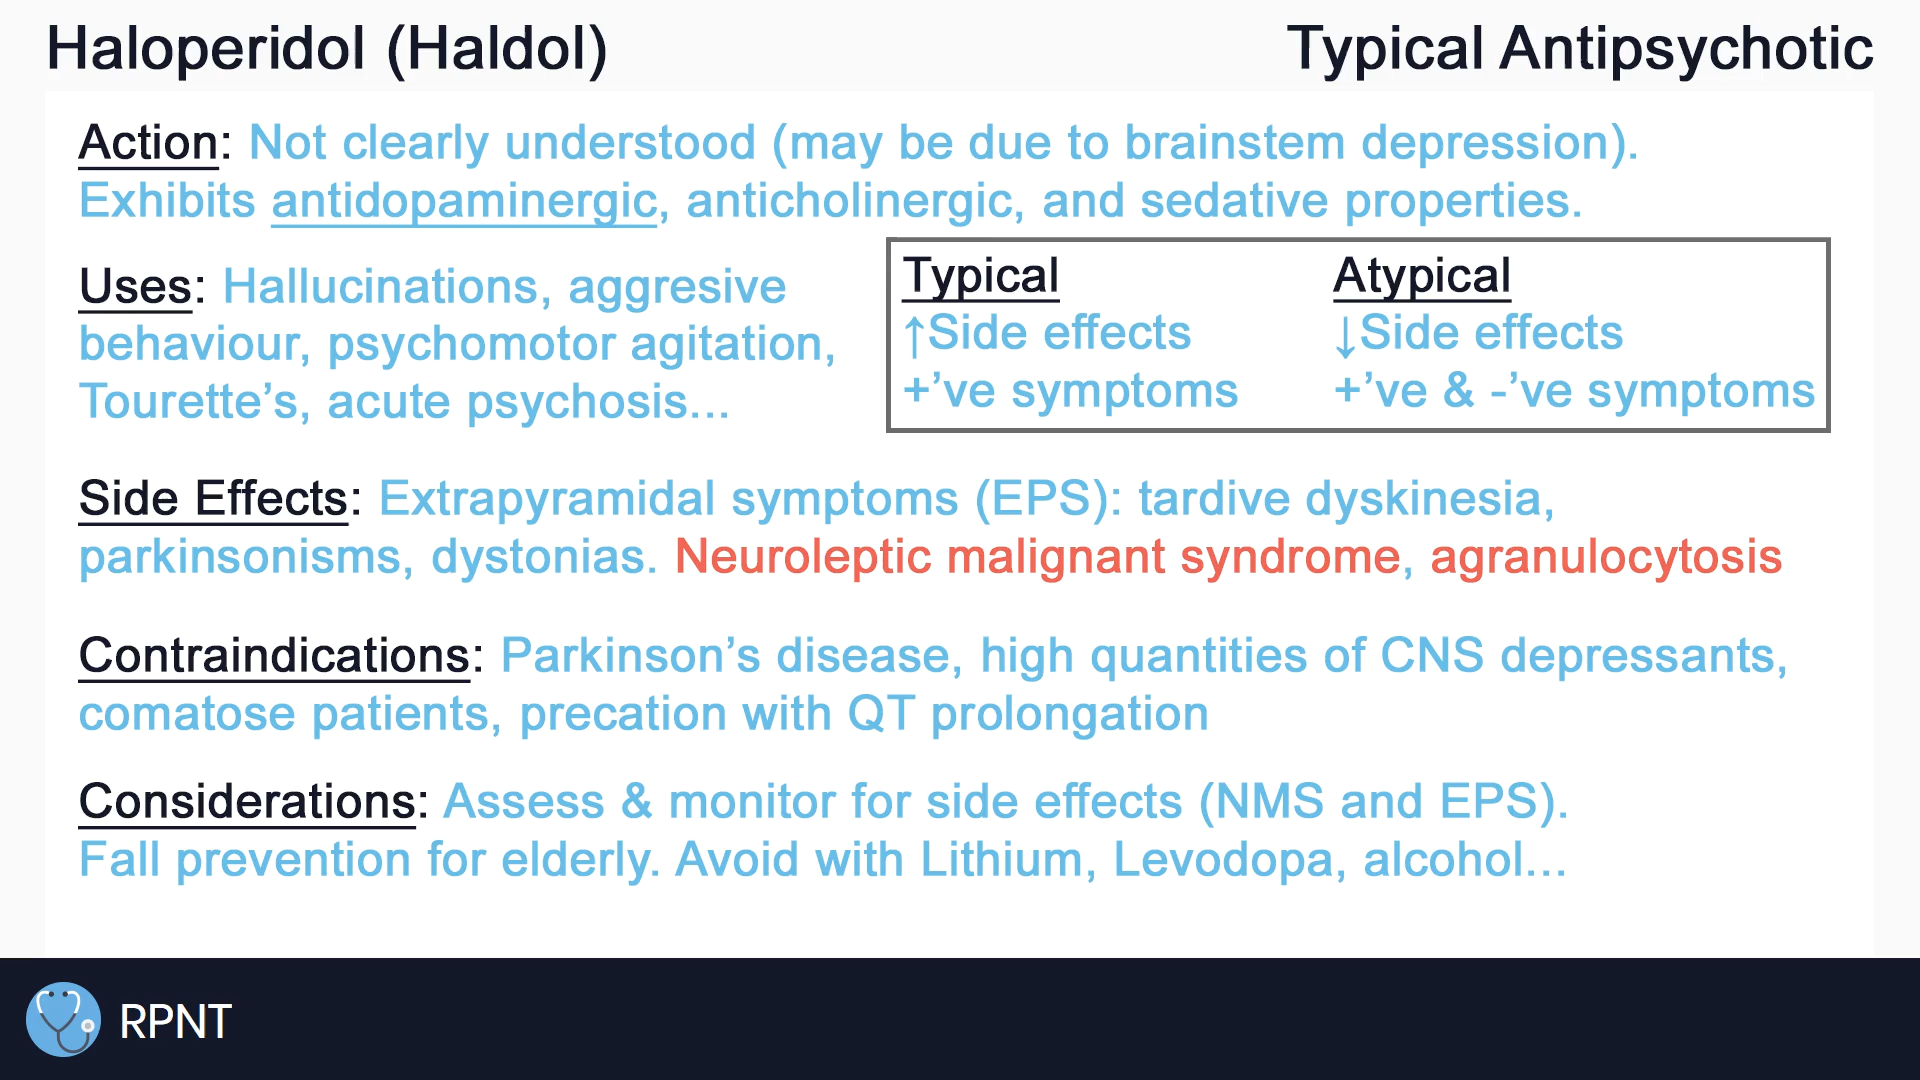 Haloperidol (Haldol)
Typical Antipsychotic
Action: Not clearly understood (may be due to brainstem depression).
Exhibits antidopaminergic, anticholinergic, and sedative properties.
Uses: Hallucinations, aggresive
behaviour, psychomotor agitation,
Tourette’s, acute psychosis...
Typical
↑Side effects
+’ve symptoms
Atypical
↓Side effects
+’ve & -’ve symptoms
Side Effects: Extrapyramidal symptoms (EPS): tardive dyskinesia,
parkinsonisms, dystonias. Neuroleptic malignant syndrome, agranulocytosis
Contraindications: Parkinson’s disease, high quantities of CNS depressants,
comatose patients, precation with QT prolongation
Considerations: Assess & monitor for side effects (NMS and EPS).
Fall prevention for elderly. Avoid with Lithium, Levodopa, alcohol...
RPNT